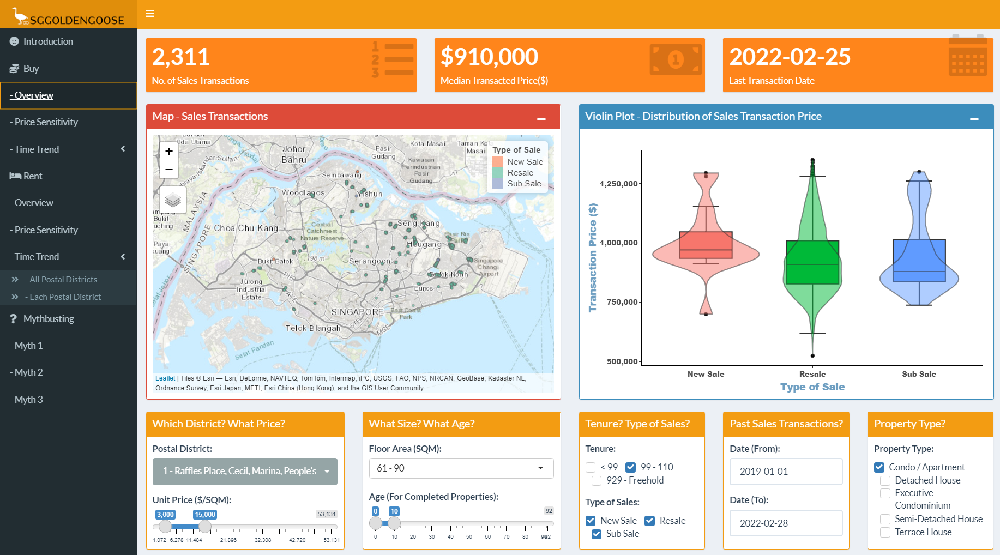 SGGOLDENGOOSE
Introduction
Buy
- Overview
- Price Sensitivity
- Time Trend
Rent
- Overview
- Price Sensitivity
- Time Trend
- All Postal Districts
- Each Postal District
Mythbusting
- Myth 1
- Myth 2
- Myth 3
2,311
No. of Sales Transactions
1
2
3
$910,000
Median Transacted Price($)
1
2022-02-25
Last Transaction Date
Map - Sales Transactions
+
−
Uda Utama
Johor
Bahru
Pasir
Gudang
Kota Masai
Masai
Kawasan
Perindustrian
Pasir
Gudang
Type of Sale
New Sale
Resale
Sub Sale
Sembawang
Woodlands
Yishun
MALAYSIA
SINGAPORE
Bukit
Choa Chu Kang
Central
Catchment
Nature Reserve
Seng Kang
Pasir Ris
Park
Hougang
Paya
198 m
Bukit Batok
Serangoon
Singapore
Changi
Airport
Bedok North
Jurong
Industrial
Estate
PIE
AYE
Eunos
SINGAPORE
East Coast
Park
CTE
MCE
Telok Blangah
Selat Pandan
Leaflet | Tiles © Esri — Esri, DeLorme, NAVTEQ, TomTom, Intermap, iPC, USGS, FAO, NPS, NRCAN, GeoBase, Kadaster NL,
Ordnance Survey, Esri Japan, METI, Esri China (Hong Kong), and the GIS User Community
Violin Plot - Distribution of Sales Transaction Price
Transaction Price ($)
1,250,000
1,000,000
750,000
500,000
New Sale Resale Sub Sale
Type of Sale
Which District? What Price?
Postal District:
1 - Raffles Place, Cecil, Marina, People's
Unit Price ($/SQM):
3,000 15,000 53,131
1,072 6,278 11,484 21,896 32,308 42,720 53,131
What Size? What Age?
Floor Area (SQM):
61 - 90
Age (For Completed Properties):
0 10 92
0 10 20 30 40 50 60 70 80 90 92
Tenure? Type of Sales?
Tenure:
< 99 99 - 110
929 - Freehold
Type of Sales:
New Sale Resale
Sub Sale
Past Sales Transactions?
Date (From):
2019-01-01
Date (To):
2022-02-28
Property Type?
Property Type:
Condo / Apartment
Detached House
Executive
Condominium
Semi-Detached House
Terrace House